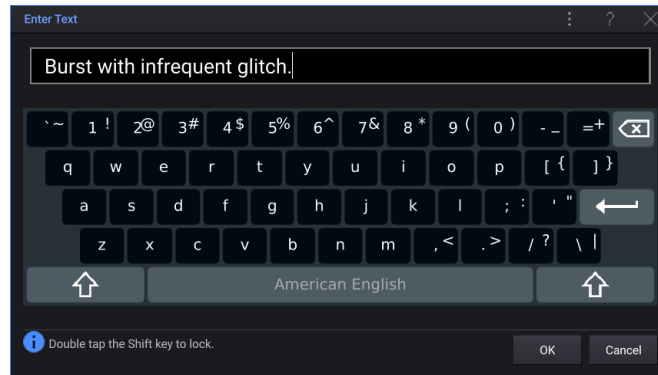 Enter Text
Burst with infrequent glitch.
` ~ 1 ! 2 @ 3 # 4 $ 5 % 6 ^ 7 & 8 * 9 ( 0 ) - _ = +
q w e r t y u i o p [ { ] }
a s d f g h j k l ; : ' "
z x c v b n m , < . > / ? \ |
American English
Double tap the Shift key to lock.
OK Cancel